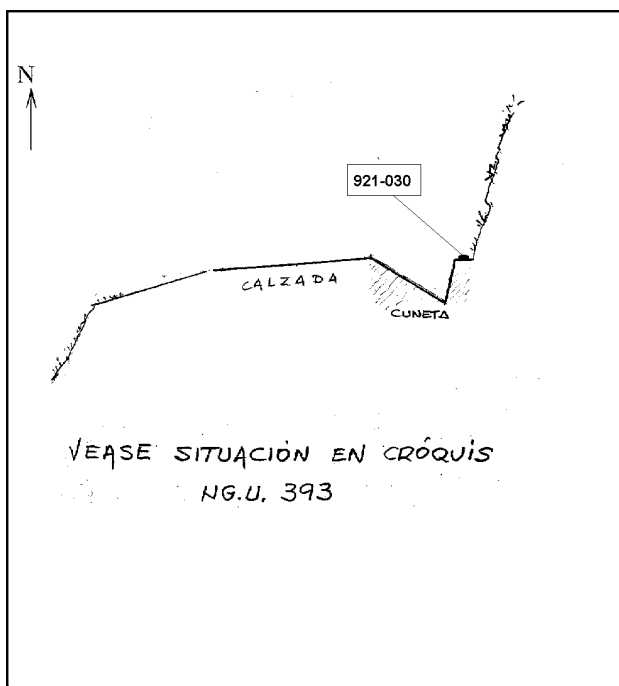 N
921-030
CALZADA
CUNETA
VEASE SITUACIÓN EN CRÓQUIS
NG.U. 393